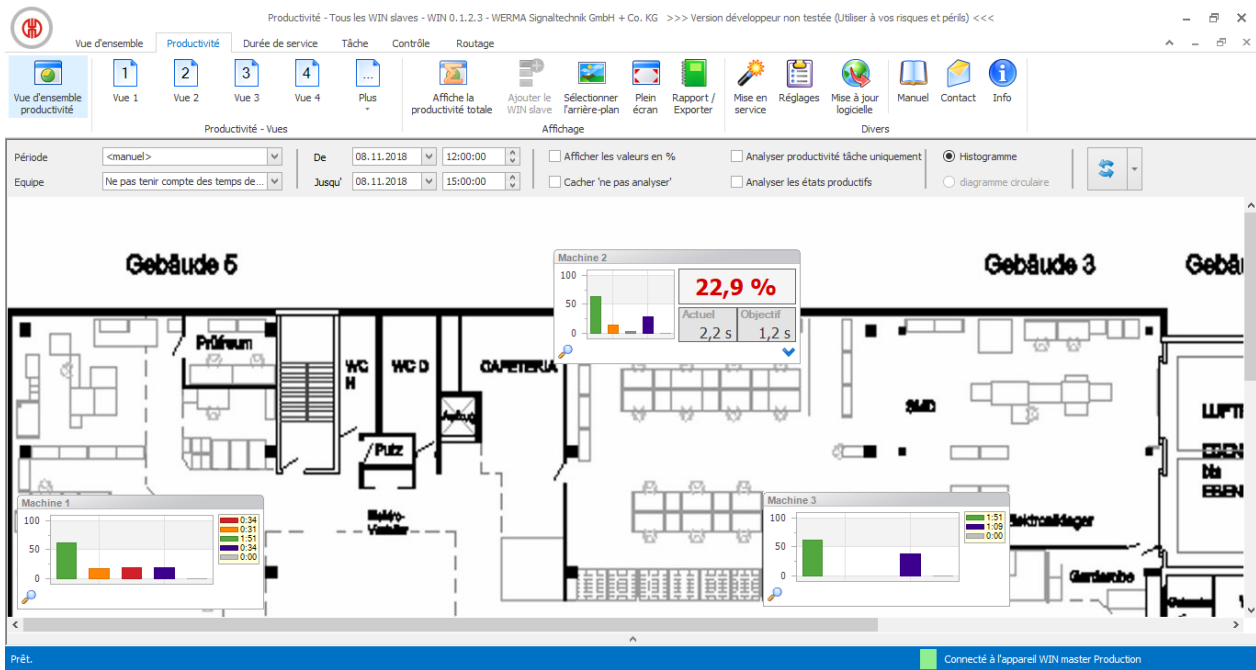 Productivité - Tous les WIN slaves - WIN 0.1.2.3 - WERMA Signaltechnik GmbH + Co. KG >>> Version développeur non testée (Utiliser à vos risques et périls) <<<
Vue d'ensemble Productivité Durée de service Tâche Contrôle Routage
1 2 3 4 ...
Vue d'ensemble productivité
Vue 1
Vue 2
Vue 3
Vue 4
Plus
Affiche la productivité totale
Ajouter le WIN slave
Sélectionner l'arrière-plan
Plein écran
Rapport / Exporter
Mise en service
Réglages
Mise à jour logicielle
Manuel
Contact
Info
Productivité - Vues
Affichage
Divers
Période <manuel> De 08.11.2018 12:00:00 Afficher les valeurs en % Analyser productivité tâche uniquement Histogramme
Equipe Ne pas tenir compte des temps de... Jusqu' 08.11.2018 15:00:00 Cacher 'ne pas analyser' Analyser les états productifs diagramme circulaire
Gebäude 5
Gebäude 3
Machine 2
100
50
0
22,9 %
Actuel Objectif
2,2 s 1,2 s
Prüfraum
WC H
WC D
CAFETERIA
Aufzug
SMD
Putz
Machine 1
100
50
0
0:34
0:31
1:51
0:34
0:00
Elektro-
Machine 3
100
50
0
1:51
1:09
0:00
Elektroniklager
Garderobe
Prêt.
Connecté à l'appareil WIN master Production